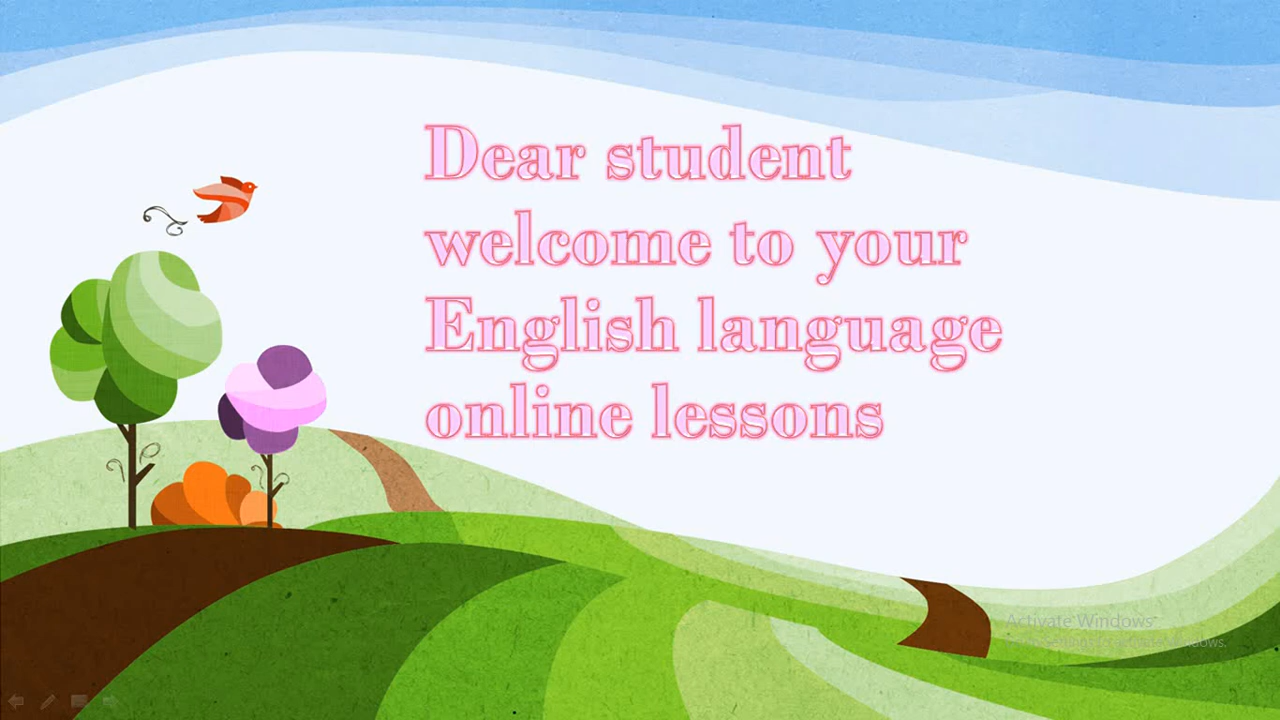 Dear student
welcome to your
English language
online lessons
Activate Windows